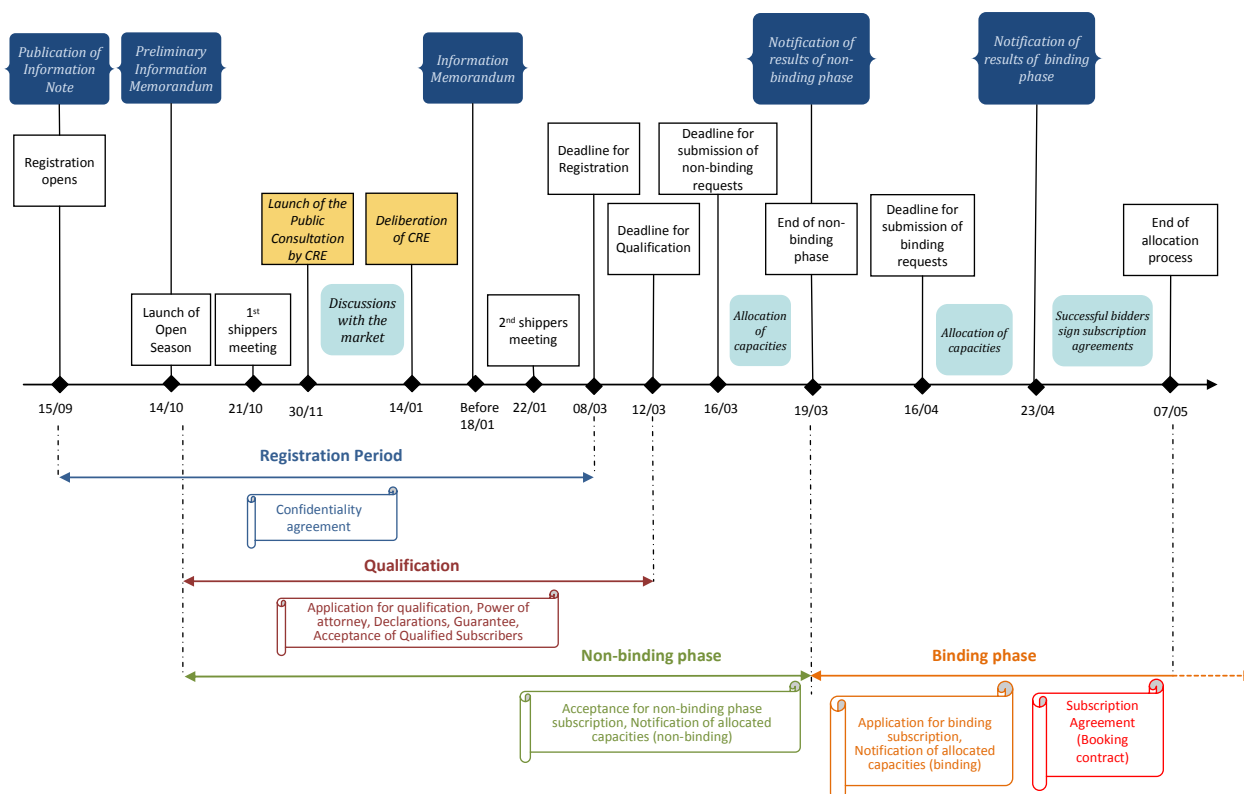 Publication of
Information
Note
Preliminary
Information
Memorandum
Information
Memorandum
Notification of
results of non-
binding phase
Notification of
results of binding
phase
Registration
opens
Deadline for
Registration
Deadline for
submission of
non-binding
requests
Launch of the
Public
Consultation
by CRE
Deliberation
of CRE
Deadline for
Qualification
End of non-
binding
phase
Deadline for
submission of
binding
requests
End of
allocation
process
Launch of
Open
Season
1st
shippers
meeting
Discussions
with the
market
2nd shippers
meeting
Allocation
of
capacities
Allocation of
capacities
Successful bidders
sign subscription
agreements
15/09
14/10
21/10
30/11
14/01
Before
18/01
22/01
08/03
12/03
16/03
19/03
16/04
23/04
07/05
Registration Period
Confidentiality
agreement
Qualification
Application for qualification, Power of
attorney, Declarations, Guarantee,
Acceptance of Qualified Subscribers
Non-binding phase
Binding phase
Acceptance for non-binding phase
subscription, Notification of allocated
capacities (non-binding)
Application for binding
subscription,
Notification of allocated
capacities (binding)
Subscription
Agreement
(Booking
contract)